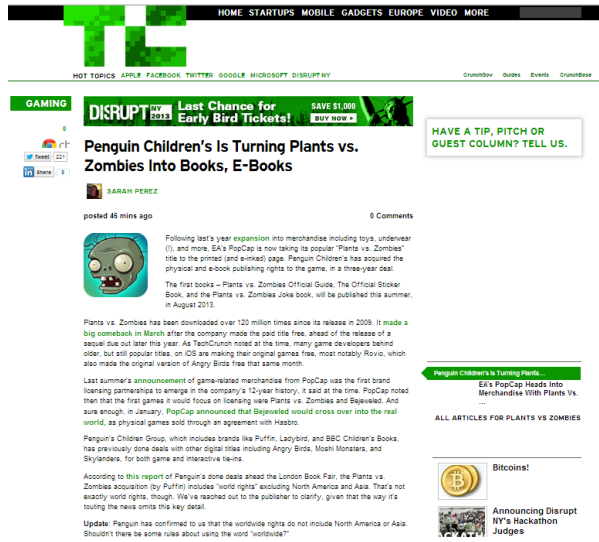 HOME STARTUPS MOBILE GADGETS EUROPE VIDEO MORE
TC
HOT TOPICS APPLE FACEBOOK TWITTER GOOGLE MICROSOFT DISRUPT NY
CrunchGov Guides Events CrunchBase
GAMING
0
Tweet 221
Share 8
DISRUPT NY 2013 Last Chance for Early Bird Tickets! SAVE $1,000 BUY NOW
Penguin Children's Is Turning Plants vs.
Zombies Into Books, E-Books
SARAH PEREZ
posted 46 mins ago 0 Comments
Following last's year expansion into merchandise including toys, underwear
(!), and more, EA's PopCap is now taking its popular "Plants vs. Zombies"
title to the printed (and e-inked) page. Penguin Children's has acquired the
physical and e-book publishing rights to the game, in a three-year deal.
The first books – Plants vs. Zombies Official Guide, The Official Sticker
Book, and the Plants vs. Zombies Joke book, will be published this summer,
in August 2013.
Plants vs. Zombies has been downloaded over 120 million times since its release in 2009. It made a
big comeback in March after the company made the paid title free, ahead of the release of a
sequel due out later this year. As TechCrunch noted at the time, many game developers behind
older, but still popular titles, on iOS are making their original games free, most notably Rovio, which
also made the original version of Angry Birds free that same month.
Last summer's announcement of game-related merchandise from PopCap was the first brand
licensing partnerships to emerge in the company's 12-year history, it said at the time. PopCap noted
then that the first games it would focus on licensing were Plants vs. Zombies and Bejeweled. And
sure enough, in January, PopCap announced that Bejeweled would cross over into the real
world, as physical games sold through an agreement with Hasbro.
Penguin's Children Group, which includes brands like Puffin, Ladybird, and BBC Children's Books,
has previously done deals with other digital titles including Angry Birds, Moshi Monsters, and
Skylanders, for both game and interactive tie-ins.
According to this report of Penguin's done deals ahead the London Book Fair, the Plants vs.
Zombies acquisition (by Puffin) includes "world rights" excluding North America and Asia. That's not
exactly world rights, though. We've reached out to the publisher to clarify, given that the way it's
touting the news omits this key detail.
Update: Penguin has confirmed to us that the worldwide rights do not include North America or Asia.
Shouldn't there be some rules about using the word "worldwide?"
HAVE A TIP, PITCH OR
GUEST COLUMN? TELL US.
Penguin Children's Is Turning Plants...
EA's PopCap Heads Into
Merchandise With Plants Vs.
...
ALL ARTICLES FOR PLANTS VS ZOMBIES
Bitcoins!
Announcing Disrupt
NY's Hackathon
Judges